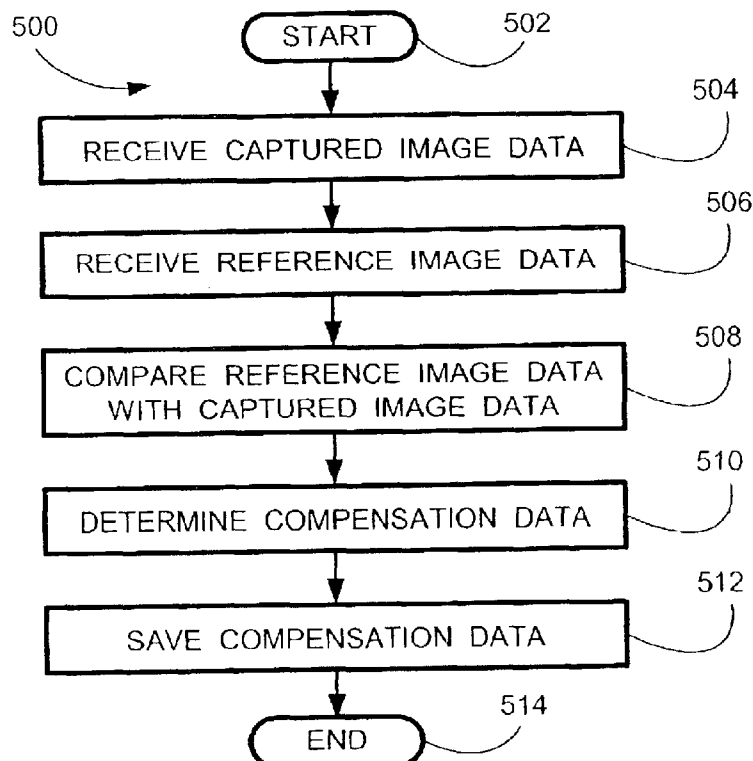 500
START
502
504
RECEIVE CAPTURED IMAGE DATA
506
RECEIVE REFERENCE IMAGE DATA
508
COMPARE REFERENCE IMAGE DATA
WITH CAPTURED IMAGE DATA
510
DETERMINE COMPENSATION DATA
512
SAVE COMPENSATION DATA
514
END